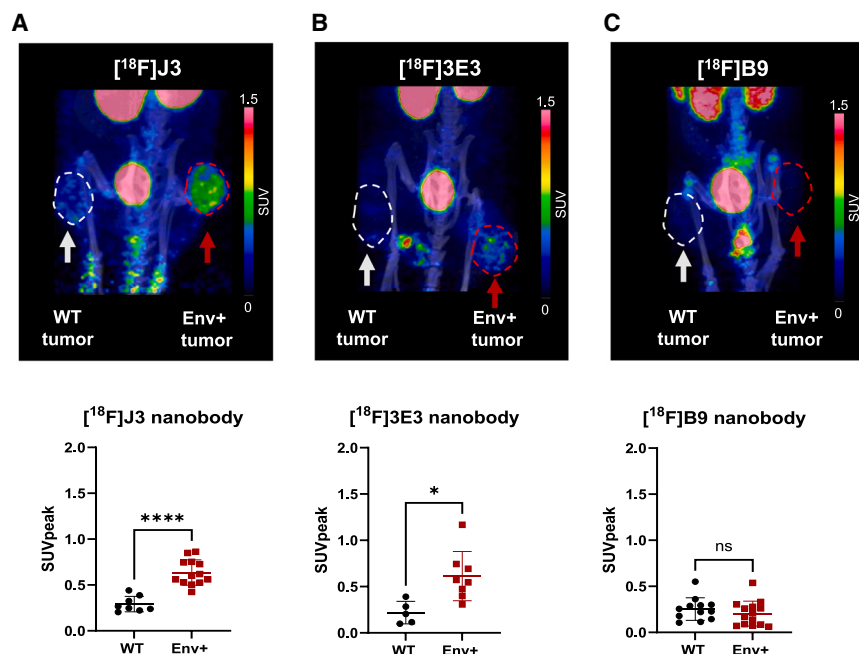 A
B
C
[¹⁸F]J3
[¹⁸F]3E3
[¹⁸F]B9
1.5
SUV
0
1.5
SUV
0
1.5
SUV
0
WT
tumor
Env+
tumor
WT
tumor
Env+
tumor
WT
tumor
Env+
tumor
[¹⁸F]J3 nanobody
2.0
1.5
1.0
0.5
0.0
SUVpeak
****
WT
Env+
[¹⁸F]3E3 nanobody
2.0
1.5
1.0
0.5
0.0
SUVpeak
*
WT
Env+
[¹⁸F]B9 nanobody
2.0
1.5
1.0
0.5
0.0
SUVpeak
ns
WT
Env+